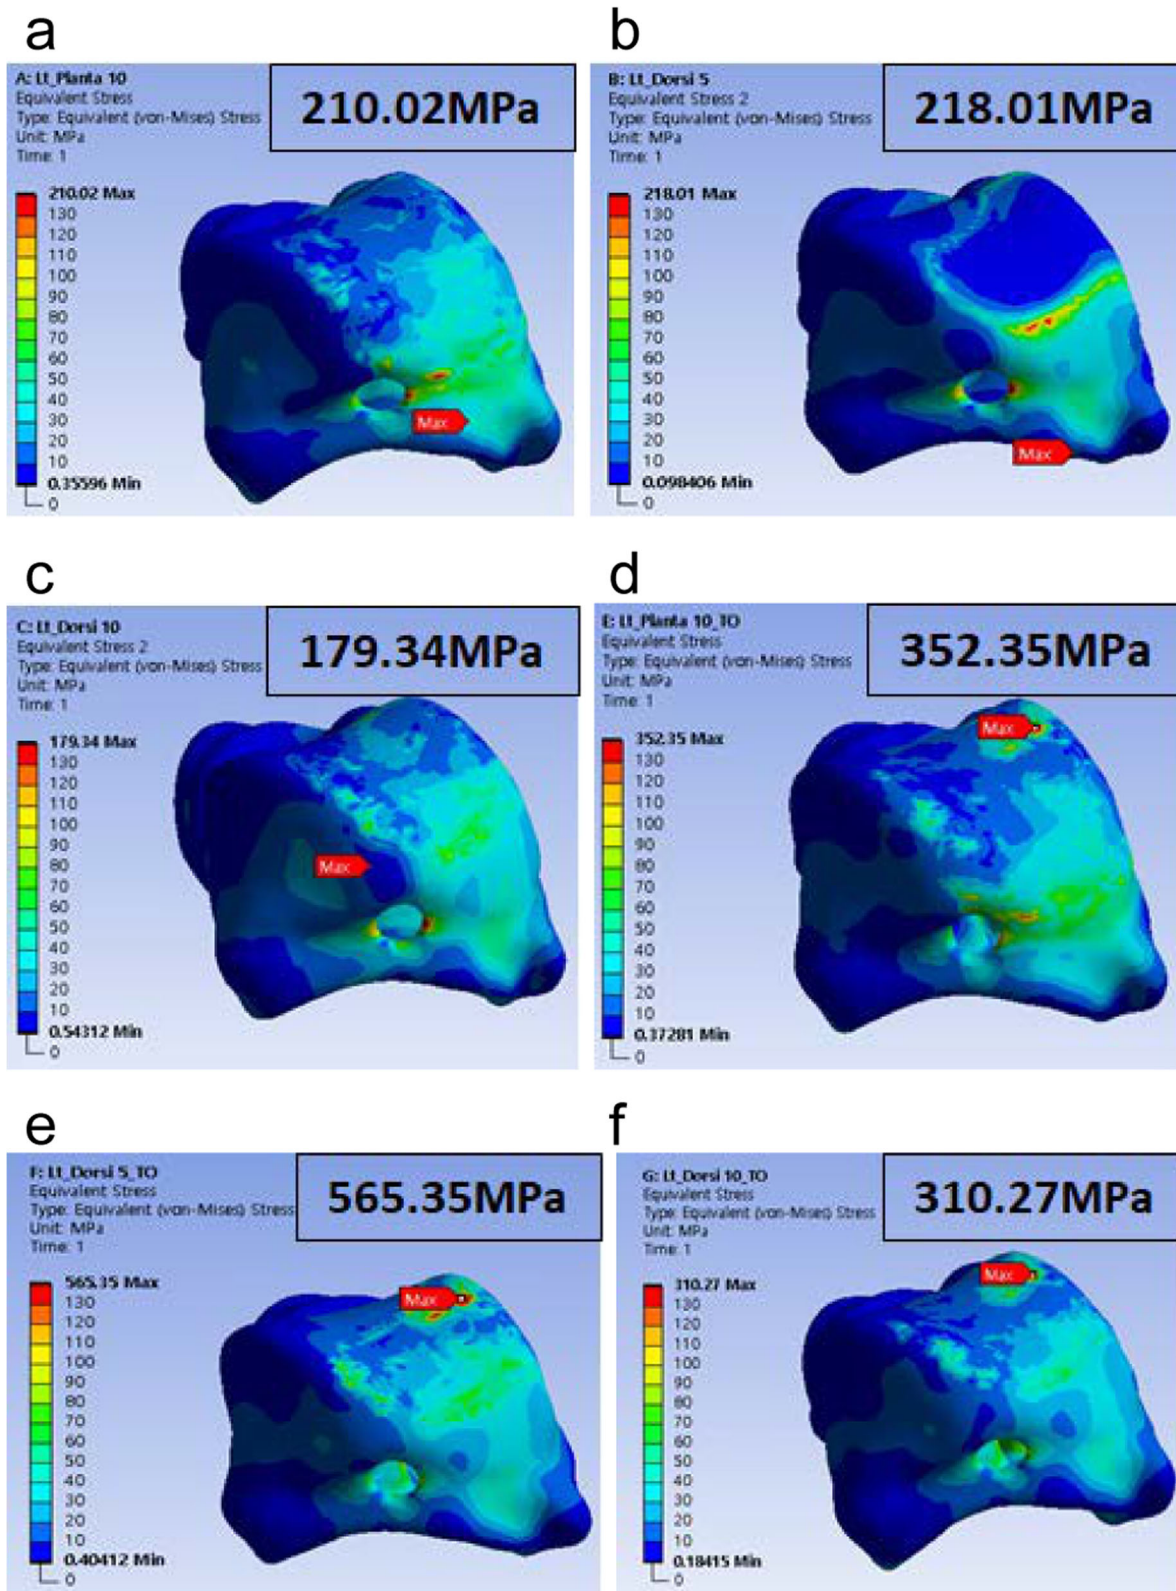 a
A: Lt_Planta 10
Equivalent Stress
Type: Equivalent (von-Mises) Stress
Unit: MPa
Time: 1
210.02MPa
210.02 Max
130
120
110
100
90
80
70
60
50
40
30
20
10
0.35596 Min
0
Max
b
B: Lt_Dorsi 5
Equivalent Stress 2
Type: Equivalent (von-Mises) Stress
Unit: MPa
Time: 1
218.01MPa
218.01 Max
130
120
110
100
90
80
70
60
50
40
30
20
10
0.098406 Min
0
Max
c
C: Lt_Dorsi 10
Equivalent Stress 2
Type: Equivalent (von-Mises) Stress
Unit: MPa
Time: 1
179.34MPa
179.34 Max
130
120
110
100
90
80
70
60
50
40
30
20
10
0.54312 Min
0
Max
d
E: Lt_Planta 10_TO
Equivalent Stress
Type: Equivalent (von-Mises) Stress
Unit: MPa
Time: 1
352.35MPa
352.35 Max
130
120
110
100
90
80
70
60
50
40
30
20
10
0.37281 Min
0
Max
e
F: Lt_Dorsi 5_TO
Equivalent Stress
Type: Equivalent (von-Mises) Stress
Unit: MPa
Time: 1
565.35MPa
565.35 Max
130
120
110
100
90
80
70
60
50
40
30
20
10
0.40412 Min
0
Max
f
G: Lt_Dorsi 10_TO
Equivalent Stress
Type: Equivalent (von-Mises) Stress
Unit: MPa
Time: 1
310.27MPa
310.27 Max
130
120
110
100
90
80
70
60
50
40
30
20
10
0.18415 Min
0
Max